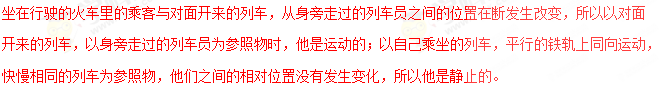 坐在行驶的火车里的乘客与对面开来的列车，从身旁走过的列车员之间的位置在断发生改变，所以以对面
开来的列车，以身旁走过的列车员为参照物时，他是运动的；以自己乘坐的列车，平行的铁轨上同向运动，
快慢相同的列车为参照物，他们之间的相对位置没有发生变化，所以他是静止的。